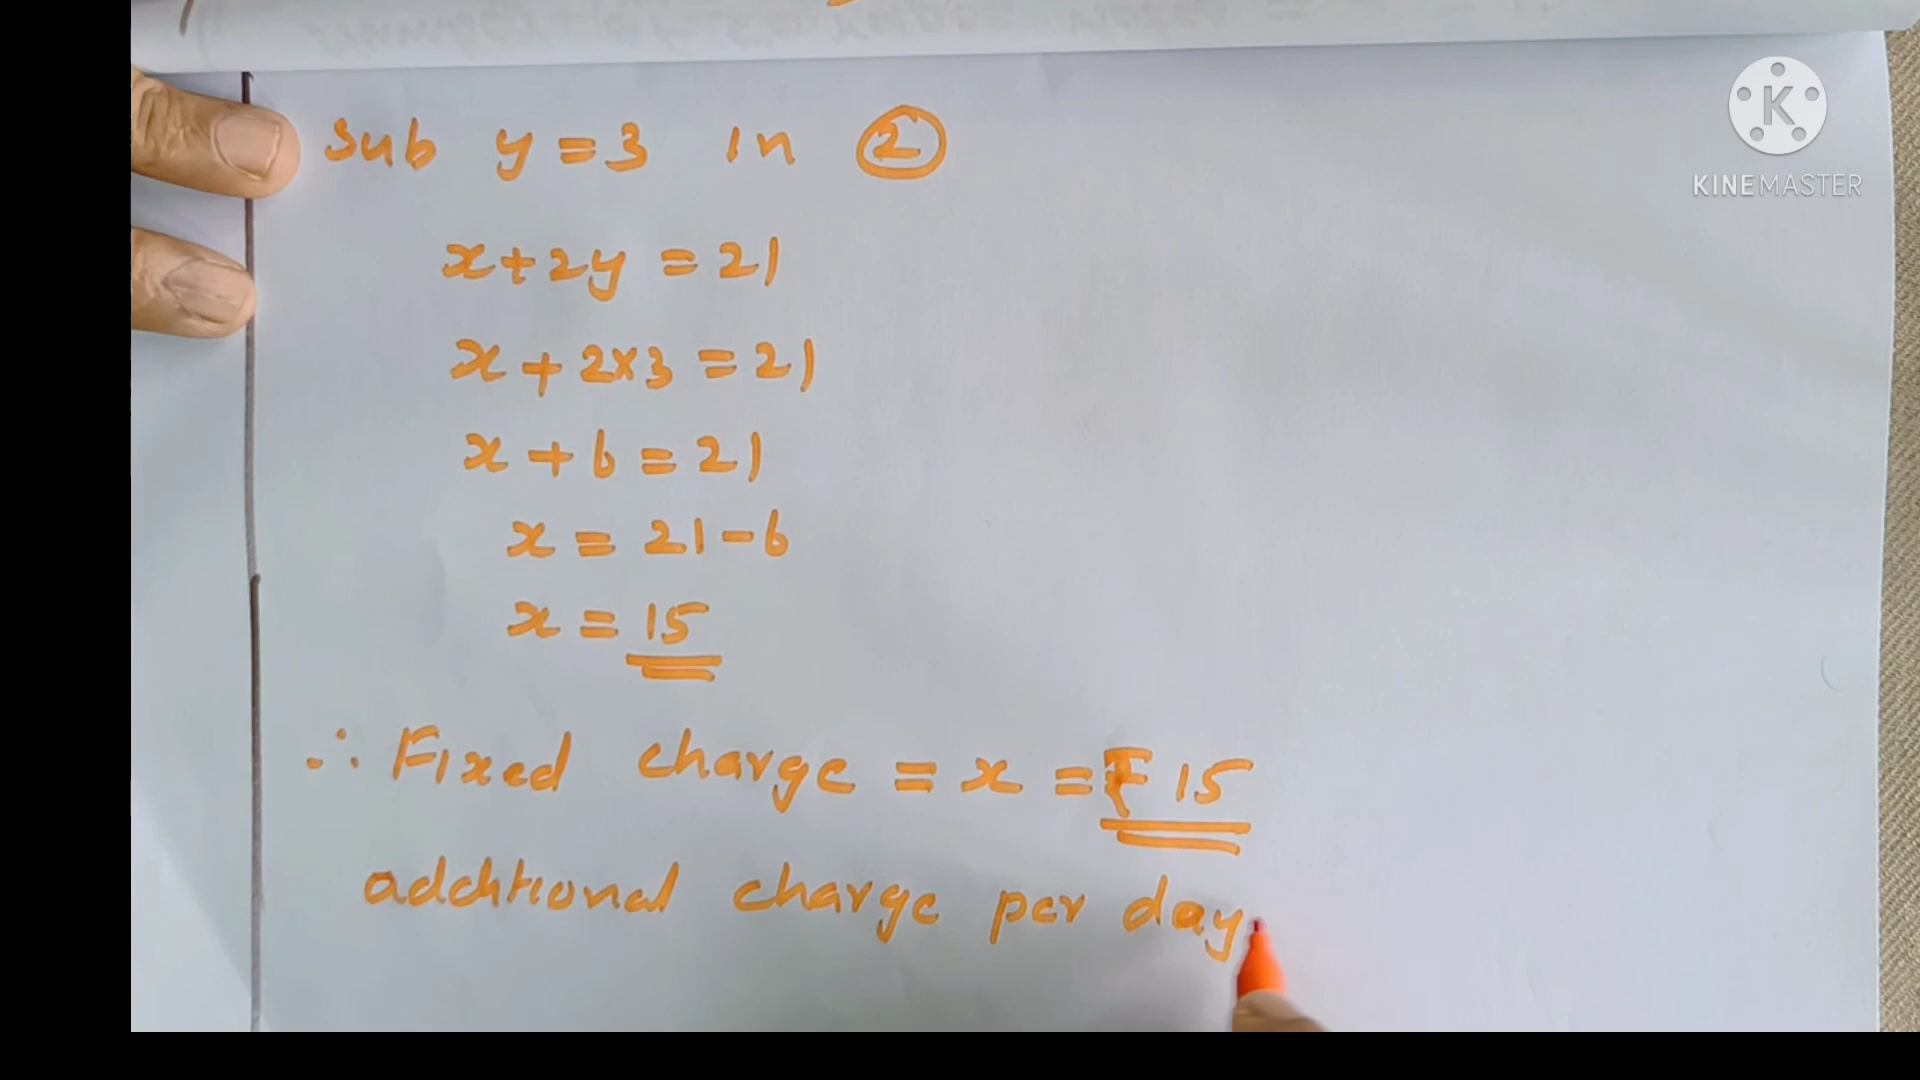 Sub y = 3 in ②
x + 2y = 21
x + 2×3 = 21
x + 6 = 21
x = 21 - 6
x = 15
∴ Fixed charge = x = ₹ 15
additional charge per day
K
KINEMASTER